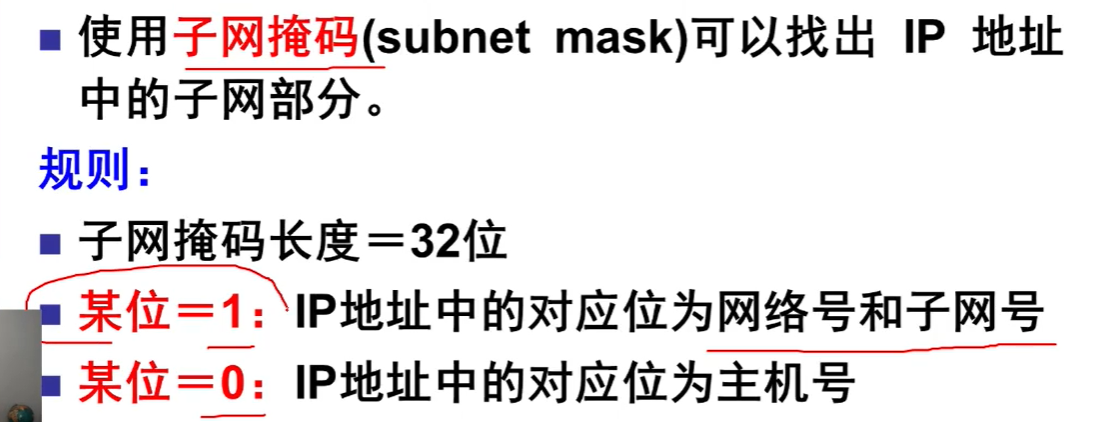 ■ 使用子网掩码(subnet mask)可以找出 IP 地址
中的子网部分。
规则：
■ 子网掩码长度＝32位
■ 某位＝1：IP地址中的对应位为网络号和子网号
■ 某位＝0：IP地址中的对应位为主机号